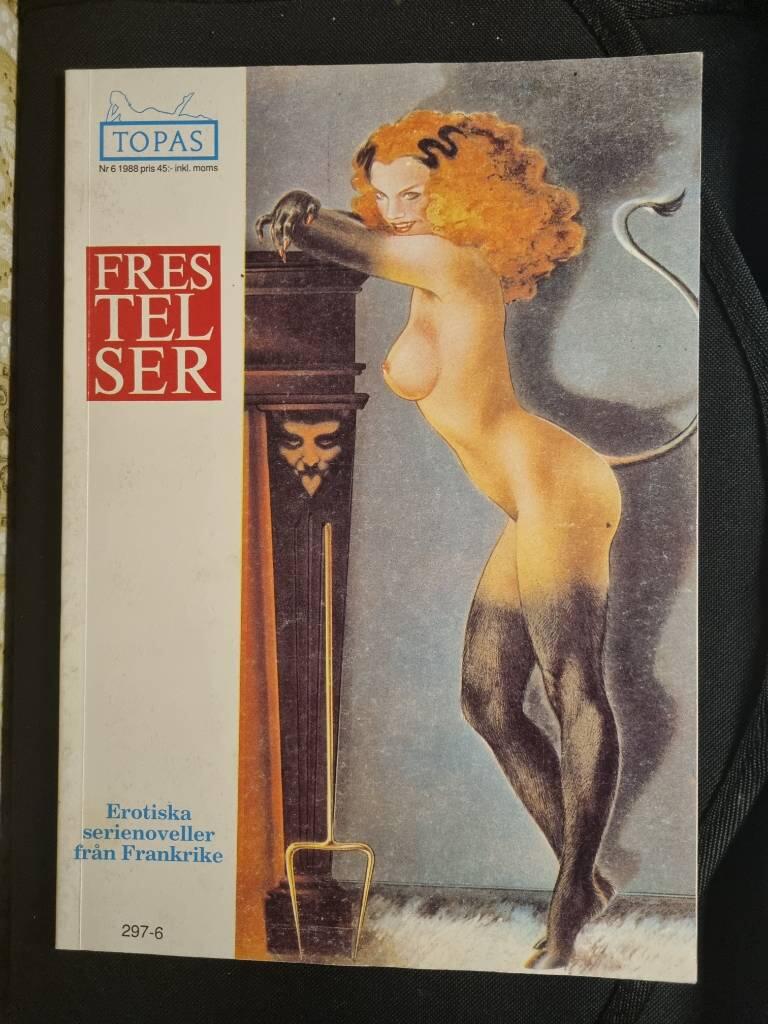 TOPAS
Nr 6 1988 pris 45:- inkl. moms
FRES
TEL
SER
Erotiska
serienoveller
från Frankrike
297-6